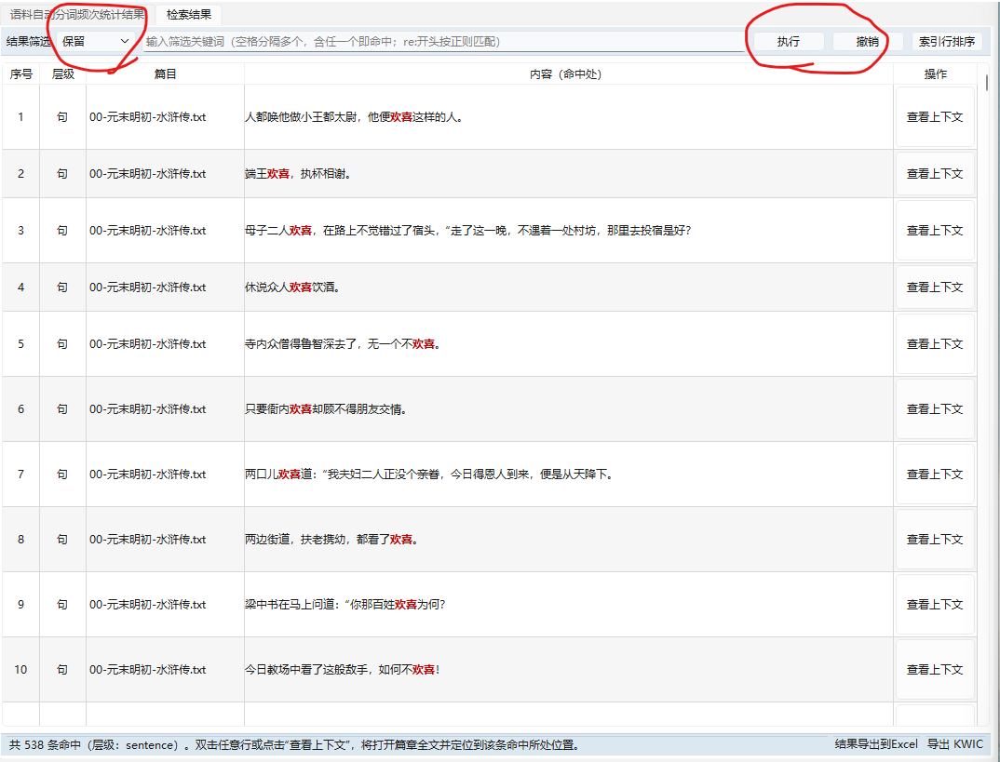 语料自动分词频次统计结果 检索结果
结果筛选 保留 输入筛选关键词（空格分隔多个，含任一个即命中；re:开头按正则匹配） 执行 撤销 索引行排序
序号 层级 篇目 内容（命中处） 操作
1 句 00-元末明初-水浒传.txt 人都唤他做小王都太尉，他便欢喜这样的人。 查看上下文
2 句 00-元末明初-水浒传.txt 端王欢喜，执杯相谢。 查看上下文
3 句 00-元末明初-水浒传.txt 母子二人欢喜，在路上不觉错过了宿头，“走了这一晚，不遇着一处村坊，那里去投宿是好？ 查看上下文
4 句 00-元末明初-水浒传.txt 休说众人欢喜饮酒。 查看上下文
5 句 00-元末明初-水浒传.txt 寺内众僧得鲁智深去了，无一个不欢喜。 查看上下文
6 句 00-元末明初-水浒传.txt 只要衙内欢喜却顾不得朋友交情。 查看上下文
7 句 00-元末明初-水浒传.txt 两口儿欢喜道：“我夫妇二人正没个亲眷，今日得恩人到来，便是从天降下。 查看上下文
8 句 00-元末明初-水浒传.txt 两边街道，扶老携幼，都看了欢喜。 查看上下文
9 句 00-元末明初-水浒传.txt 梁中书在马上问道：“你那百姓欢喜为何？ 查看上下文
10 句 00-元末明初-水浒传.txt 今日教场中看了这般敌手，如何不欢喜！ 查看上下文
共 538 条命中（层级：sentence）。双击任意行或点击“查看上下文”，将打开篇章全文并定位到该条命中所处位置。 结果导出到Excel 导出 KWIC